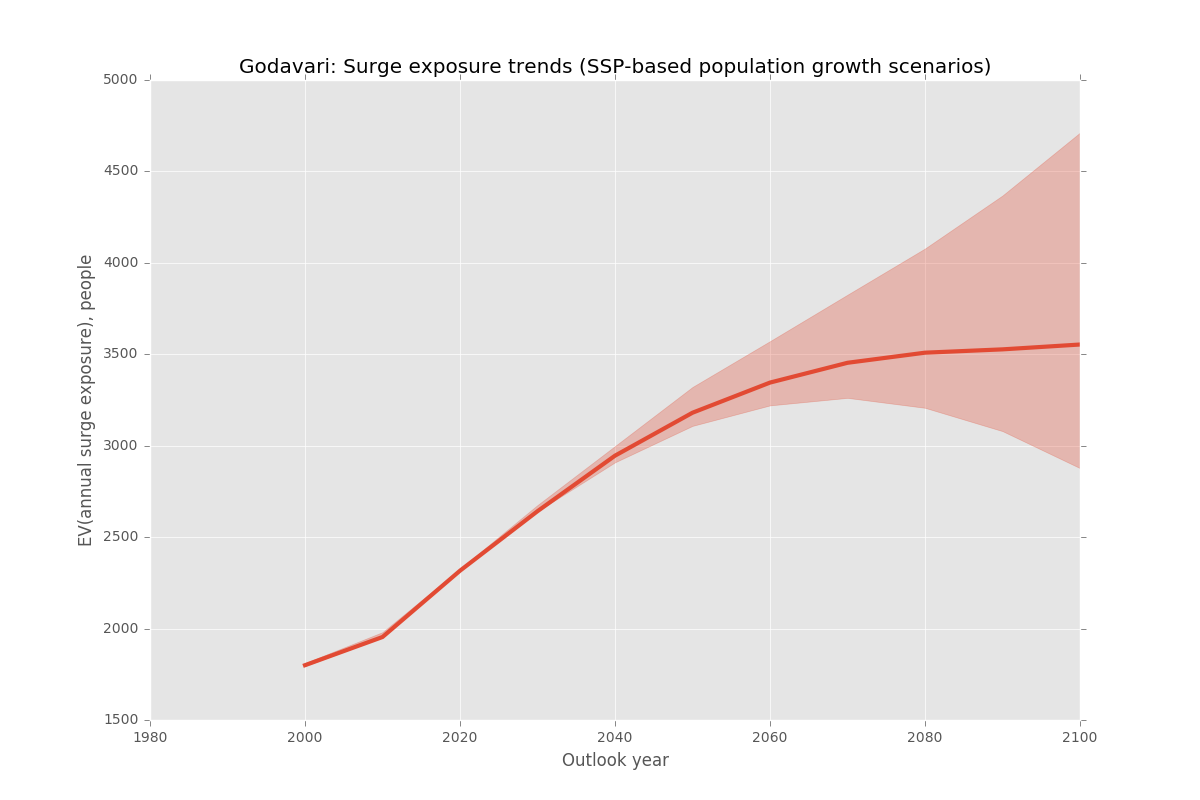 Godavari: Surge exposure trends (SSP-based population growth scenarios)
5000
4500
4000
3500
3000
2500
2000
1500
EV(annual surge exposure), people
1980 2000 2020 2040 2060 2080 2100
Outlook year